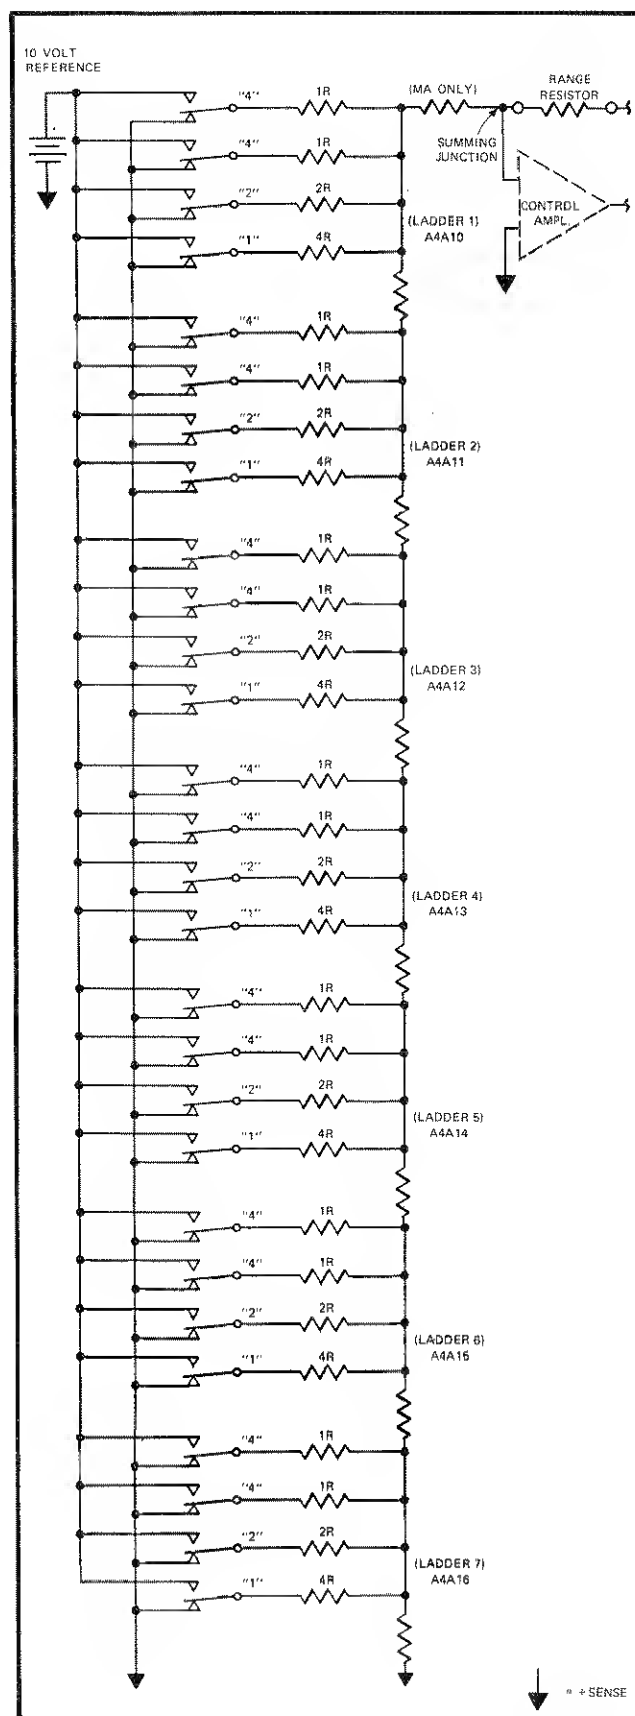 10 VOLT
REFERENCE
(MA ONLY)
RANGE
RESISTOR
SUMMING
JUNCTION
CONTROL
AMPL.
"4" 1R
"4" 1R
"2" 2R
"1" 4R
(LADDER 1)
A4A10
"4" 1R
"4" 1R
"2" 2R
"1" 4R
(LADDER 2)
A4A11
"4" 1R
"4" 1R
"2" 2R
"1" 4R
(LADDER 3)
A4A12
"4" 1R
"4" 1R
"2" 2R
"1" 4R
(LADDER 4)
A4A13
"4" 1R
"4" 1R
"2" 2R
"1" 4R
(LADDER 5)
A4A14
"4" 1R
"4" 1R
"2" 2R
"1" 4R
(LADDER 6)
A4A15
"4" 1R
"4" 1R
"2" 2R
"1" 4R
(LADDER 7)
A4A16
= +SENSE